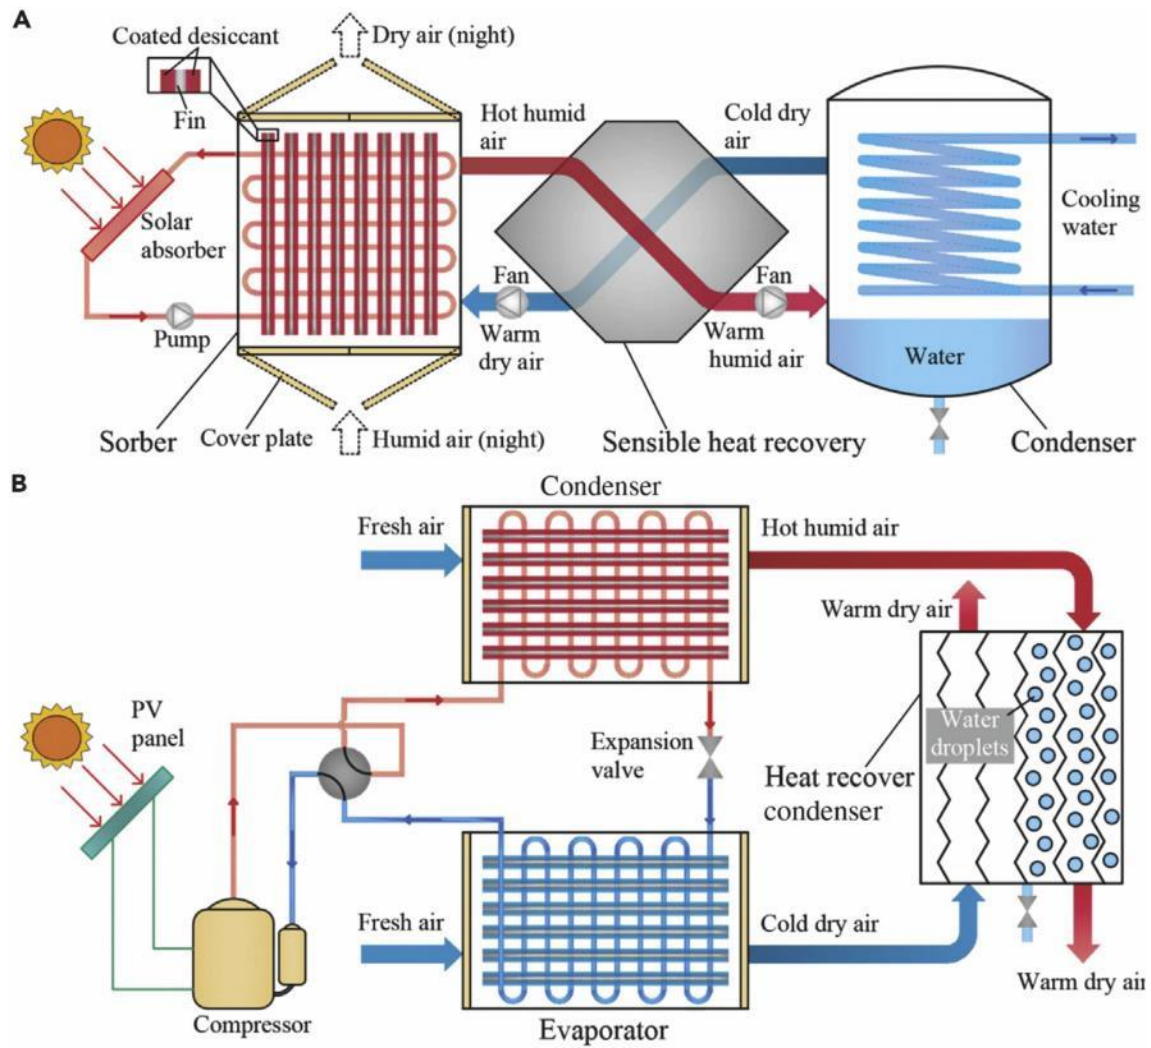 A
Coated desiccant
Fin
Dry air (night)
Hot humid
air
Cold dry
air
Solar
absorber
Pump
Fan
Warm
dry air
Fan
Warm
humid air
Cooling
water
Water
Sorber
Cover plate
Humid air (night)
Sensible heat recovery
Condenser
B
Condenser
Fresh air
Hot humid air
Warm dry air
PV
panel
Expansion
valve
Water
droplets
Heat recover
condenser
Fresh air
Cold dry air
Compressor
Evaporator
Warm dry air